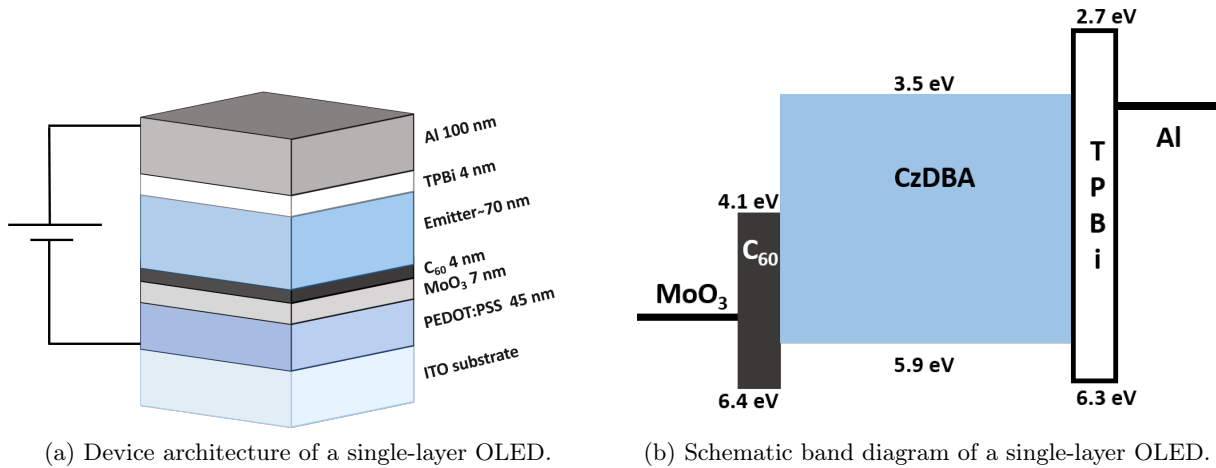 Al 100 nm
TPBi 4 nm
Emitter~70 nm
C₆₀ 4 nm
MoO₃ 7 nm
PEDOT:PSS 45 nm
ITO substrate
(a) Device architecture of a single-layer OLED.
2.7 eV
3.5 eV
Al
T
P
B
i
CzDBA
4.1 eV
C₆₀
MoO₃
5.9 eV
6.4 eV
6.3 eV
(b) Schematic band diagram of a single-layer OLED.